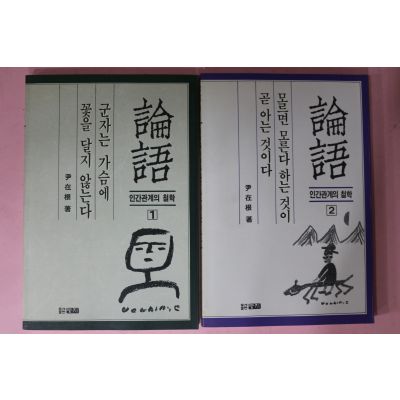 論語
인간관계의 철학
1
군자는 가슴에
꽃을 달지 않는다
尹在根 著
論語
인간관계의 철학
2
모르면 모른다 하는 것이
곧 아는 것이다
尹在根 著